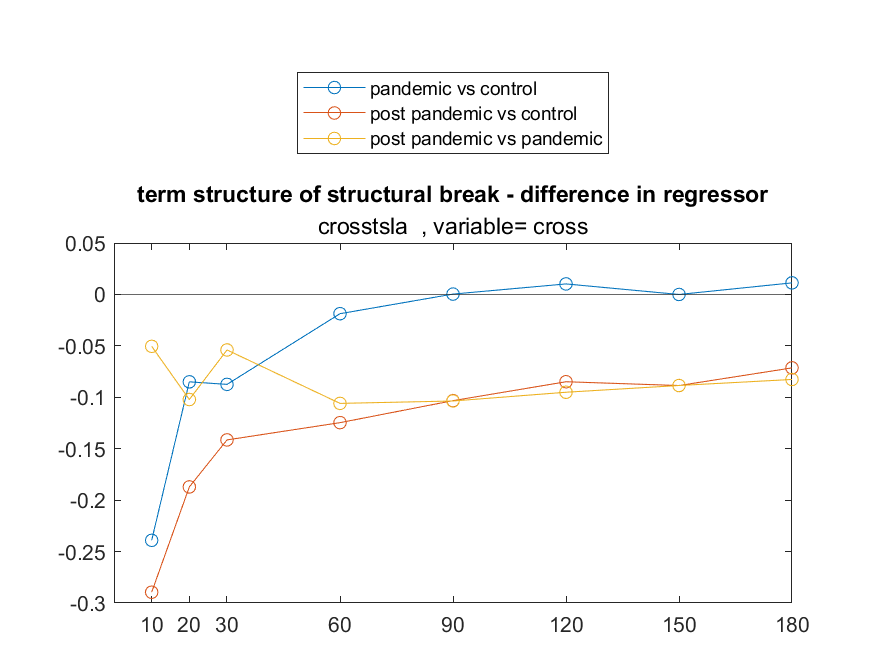 pandemic vs control
post pandemic vs control
post pandemic vs pandemic
term structure of structural break - difference in regressor
crosstsla  , variable= cross
0.05
0
-0.05
-0.1
-0.15
-0.2
-0.25
-0.3
10 20 30 60 90 120 150 180